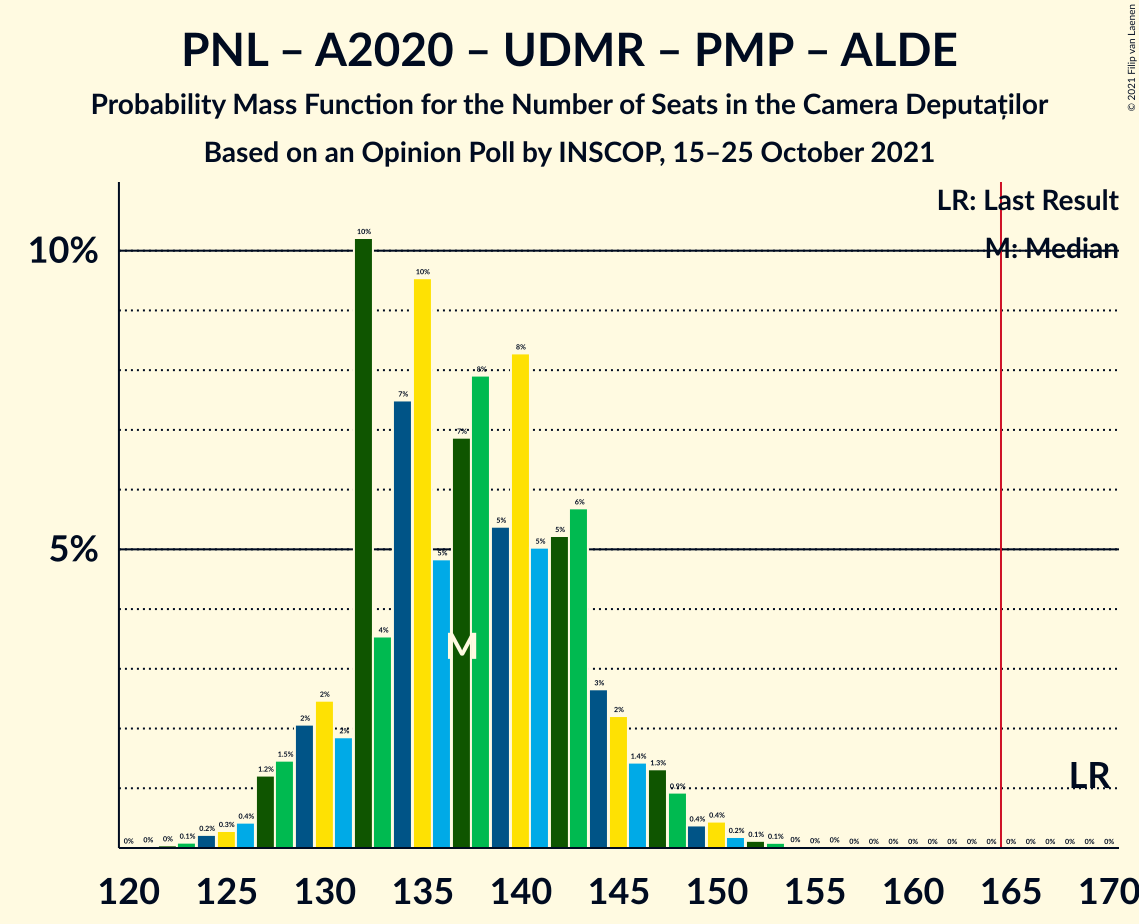 PNL – A2020 – UDMR – PMP – ALDE
Probability Mass Function for the Number of Seats in the Camera Deputaților
Based on an Opinion Poll by INSCOP, 15–25 October 2021
© 2021 Filip van Laenen
LR: Last Result
M: Median
10%
5%
0% 0% 0% 0.1% 0.2% 0.3% 0.4% 1.2% 1.5% 2% 2% 2% 10% 4% 7% 10% 5% 7% 8% 5% 8% 5% 5% 6% 3% 2% 1.4% 1.3% 0.9% 0.4% 0.4% 0.2% 0.1% 0.1% 0% 0% 0% 0% 0% 0% 0% 0% 0% 0% 0% 0% 0% 0% 0% 0% 0%
M
LR
120 125 130 135 140 145 150 155 160 165 170